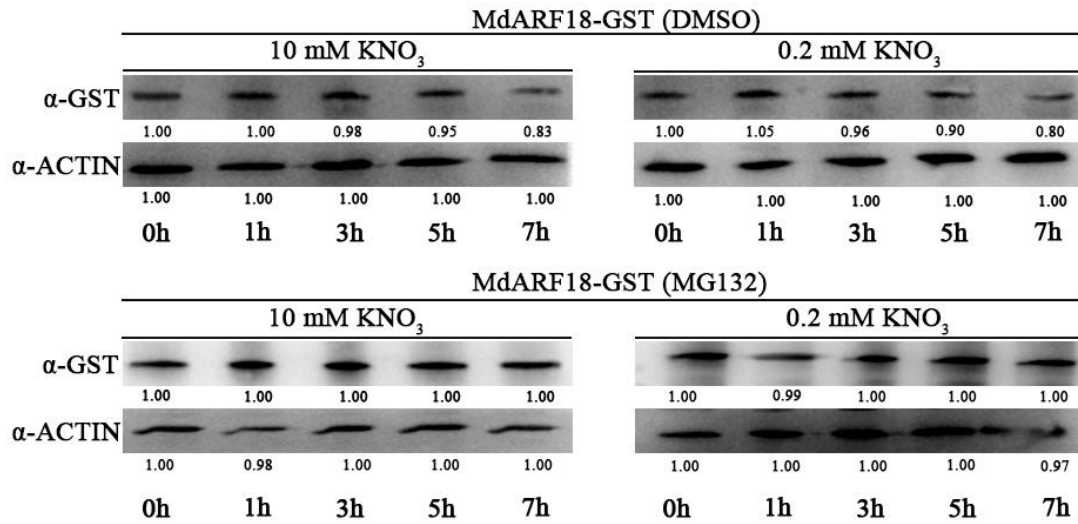 MdARF18-GST (DMSO)
10 mM KNO₃ 0.2 mM KNO₃
α-GST
1.00 1.00 0.98 0.95 0.83 1.00 1.05 0.96 0.90 0.80
α-ACTIN
1.00 1.00 1.00 1.00 1.00 1.00 1.00 1.00 1.00 1.00
0h 1h 3h 5h 7h 0h 1h 3h 5h 7h
MdARF18-GST (MG132)
10 mM KNO₃ 0.2 mM KNO₃
α-GST
1.00 1.00 1.00 1.00 1.00 1.00 0.99 1.00 1.00 1.00
α-ACTIN
1.00 0.98 1.00 1.00 1.00 1.00 1.00 1.00 1.00 0.97
0h 1h 3h 5h 7h 0h 1h 3h 5h 7h